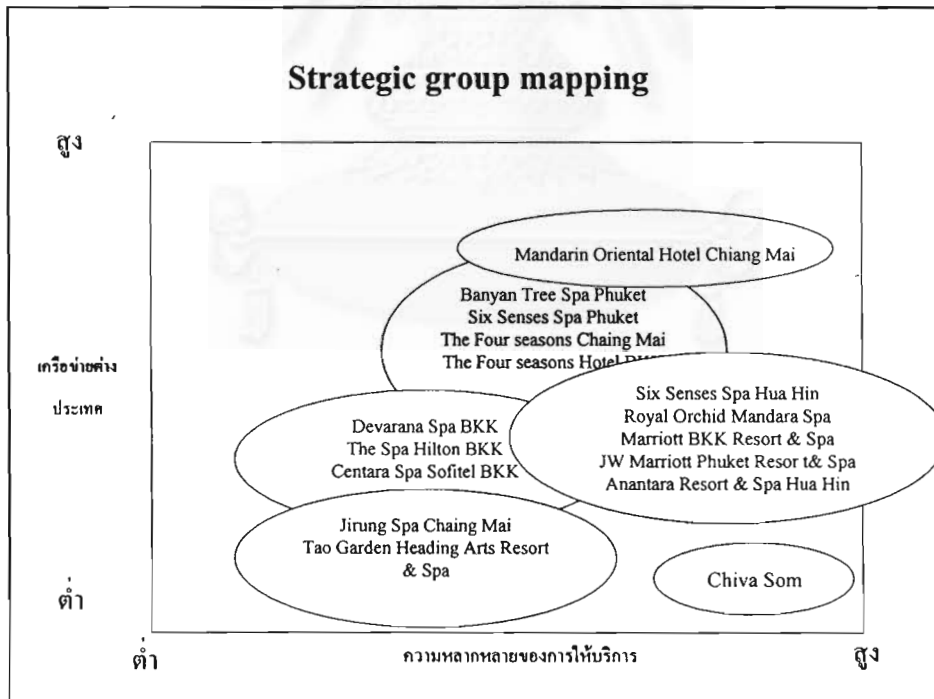 Strategic group mapping
สูง
Mandarin Oriental Hotel Chiang Mai
Banyan Tree Spa Phuket
Six Senses Spa Phuket
The Four seasons Chaing Mai
The Four seasons Hotel
เครือข่ายต่าง
ประเทศ
Six Senses Spa Hua Hin
Royal Orchid Mandara Spa
Marriott BKK Resort & Spa
JW Marriott Phuket Resor t& Spa
Anantara Resort & Spa Hua Hin
Devarana Spa BKK
The Spa Hilton BKK
Centara Spa Sofitel BKK
Jirung Spa Chaing Mai
Tao Garden Heading Arts Resort
& Spa
Chiva Som
ต่ำ
ต่ำ
ความหลากหลายของการให้บริการ
สูง